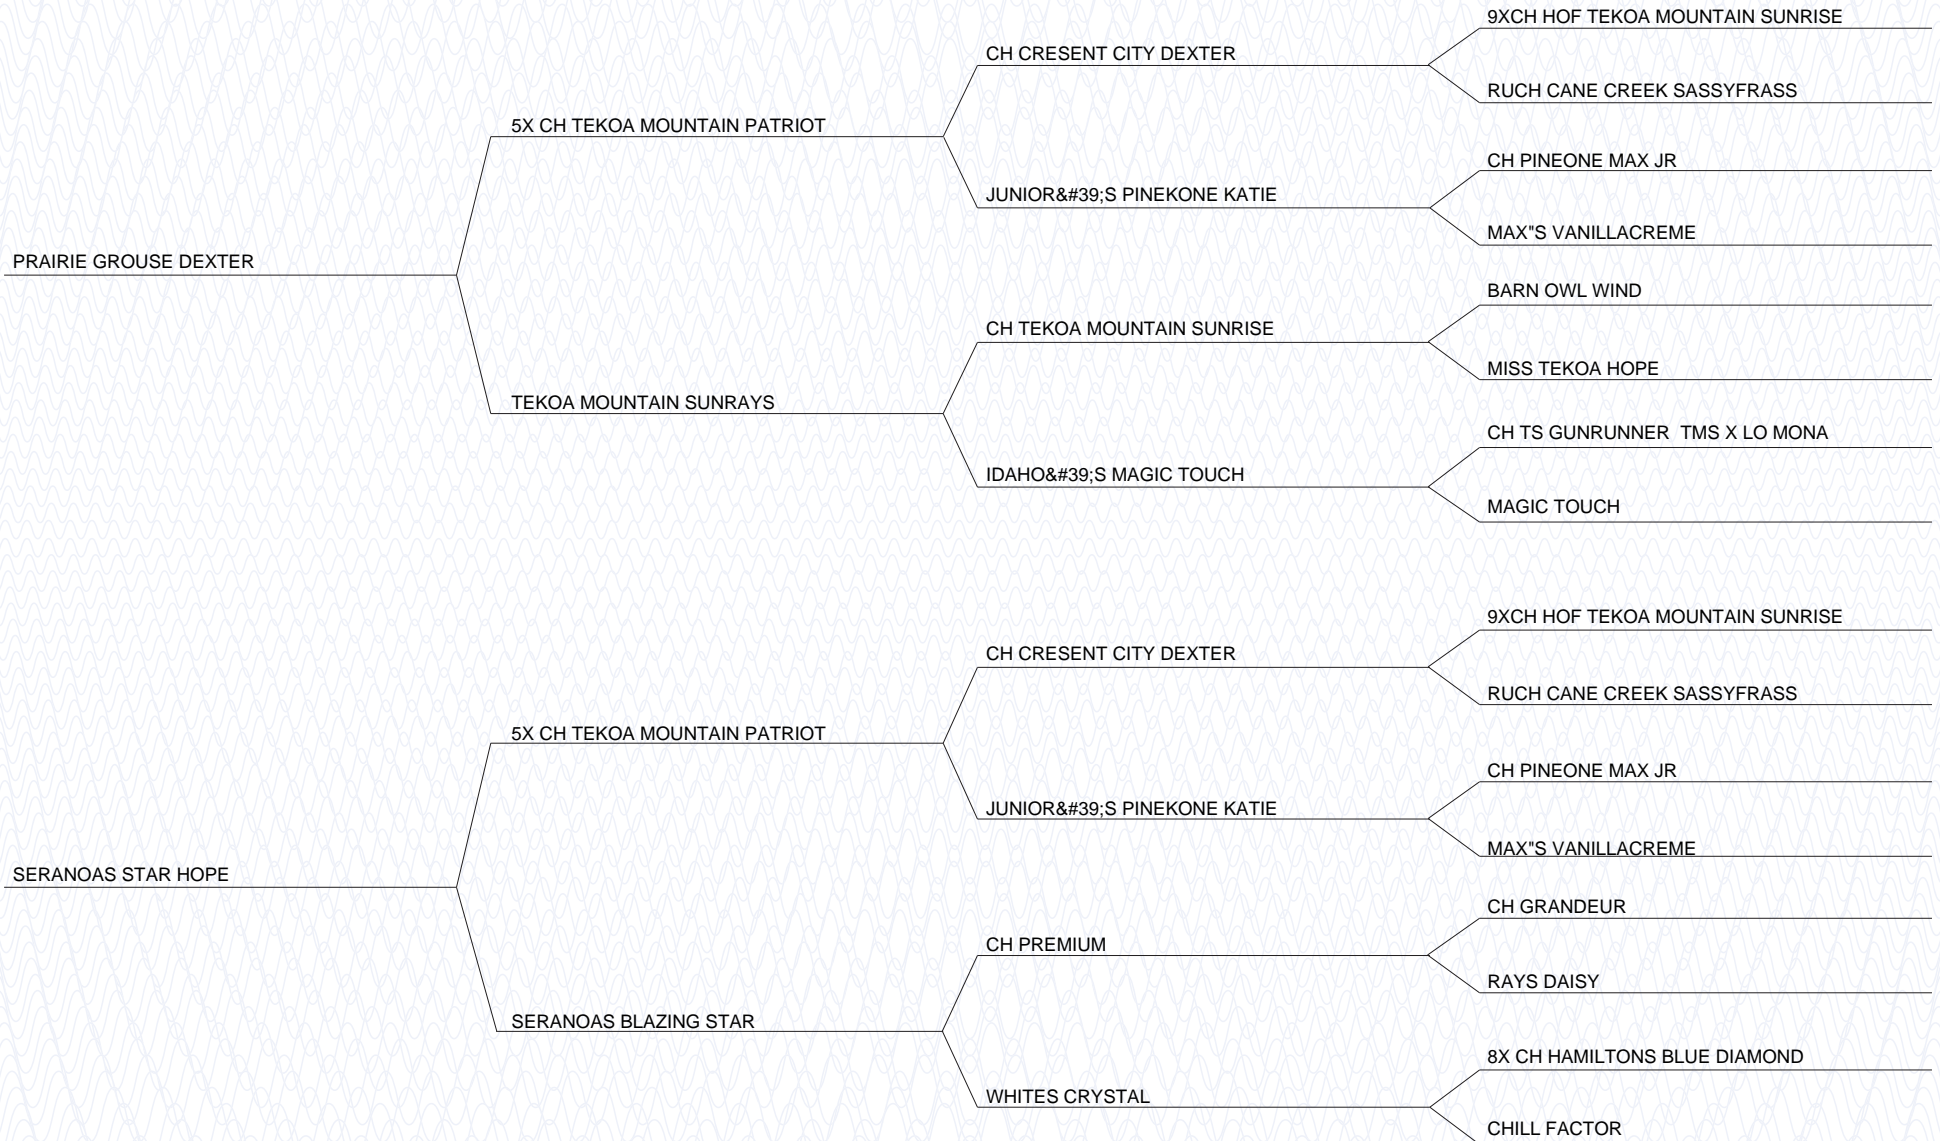 9XCH HOF TEKOA MOUNTAIN SUNRISE
CH CRESENT CITY DEXTER
RUCH CANE CREEK SASSYFRASS
5X CH TEKOA MOUNTAIN PATRIOT
CH PINEONE MAX JR
JUNIOR&#39;S PINEKONE KATIE
MAX"S VANILLACREME
PRAIRIE GROUSE DEXTER
BARN OWL WIND
CH TEKOA MOUNTAIN SUNRISE
MISS TEKOA HOPE
TEKOA MOUNTAIN SUNRAYS
CH TS GUNRUNNER  TMS X LO MONA
IDAHO&#39;S MAGIC TOUCH
MAGIC TOUCH
9XCH HOF TEKOA MOUNTAIN SUNRISE
CH CRESENT CITY DEXTER
RUCH CANE CREEK SASSYFRASS
5X CH TEKOA MOUNTAIN PATRIOT
CH PINEONE MAX JR
JUNIOR&#39;S PINEKONE KATIE
MAX"S VANILLACREME
SERANOAS STAR HOPE
CH GRANDEUR
CH PREMIUM
RAYS DAISY
SERANOAS BLAZING STAR
8X CH HAMILTONS BLUE DIAMOND
WHITES CRYSTAL
CHILL FACTOR